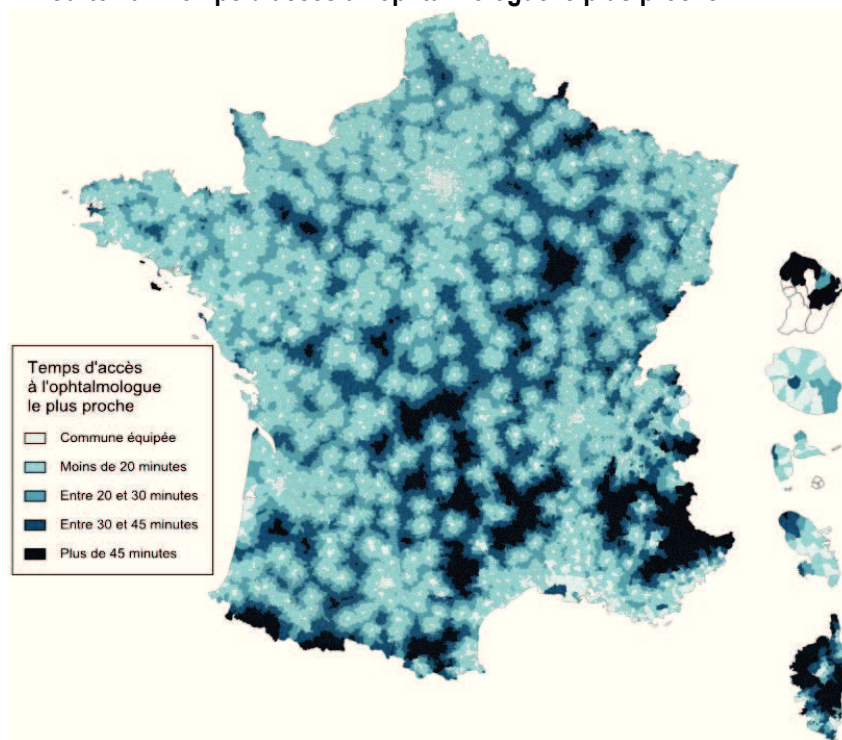 Temps d'accès
à l'ophtalmologue
le plus proche
Commune équipée
Moins de 20 minutes
Entre 20 et 30 minutes
Entre 30 et 45 minutes
Plus de 45 minutes